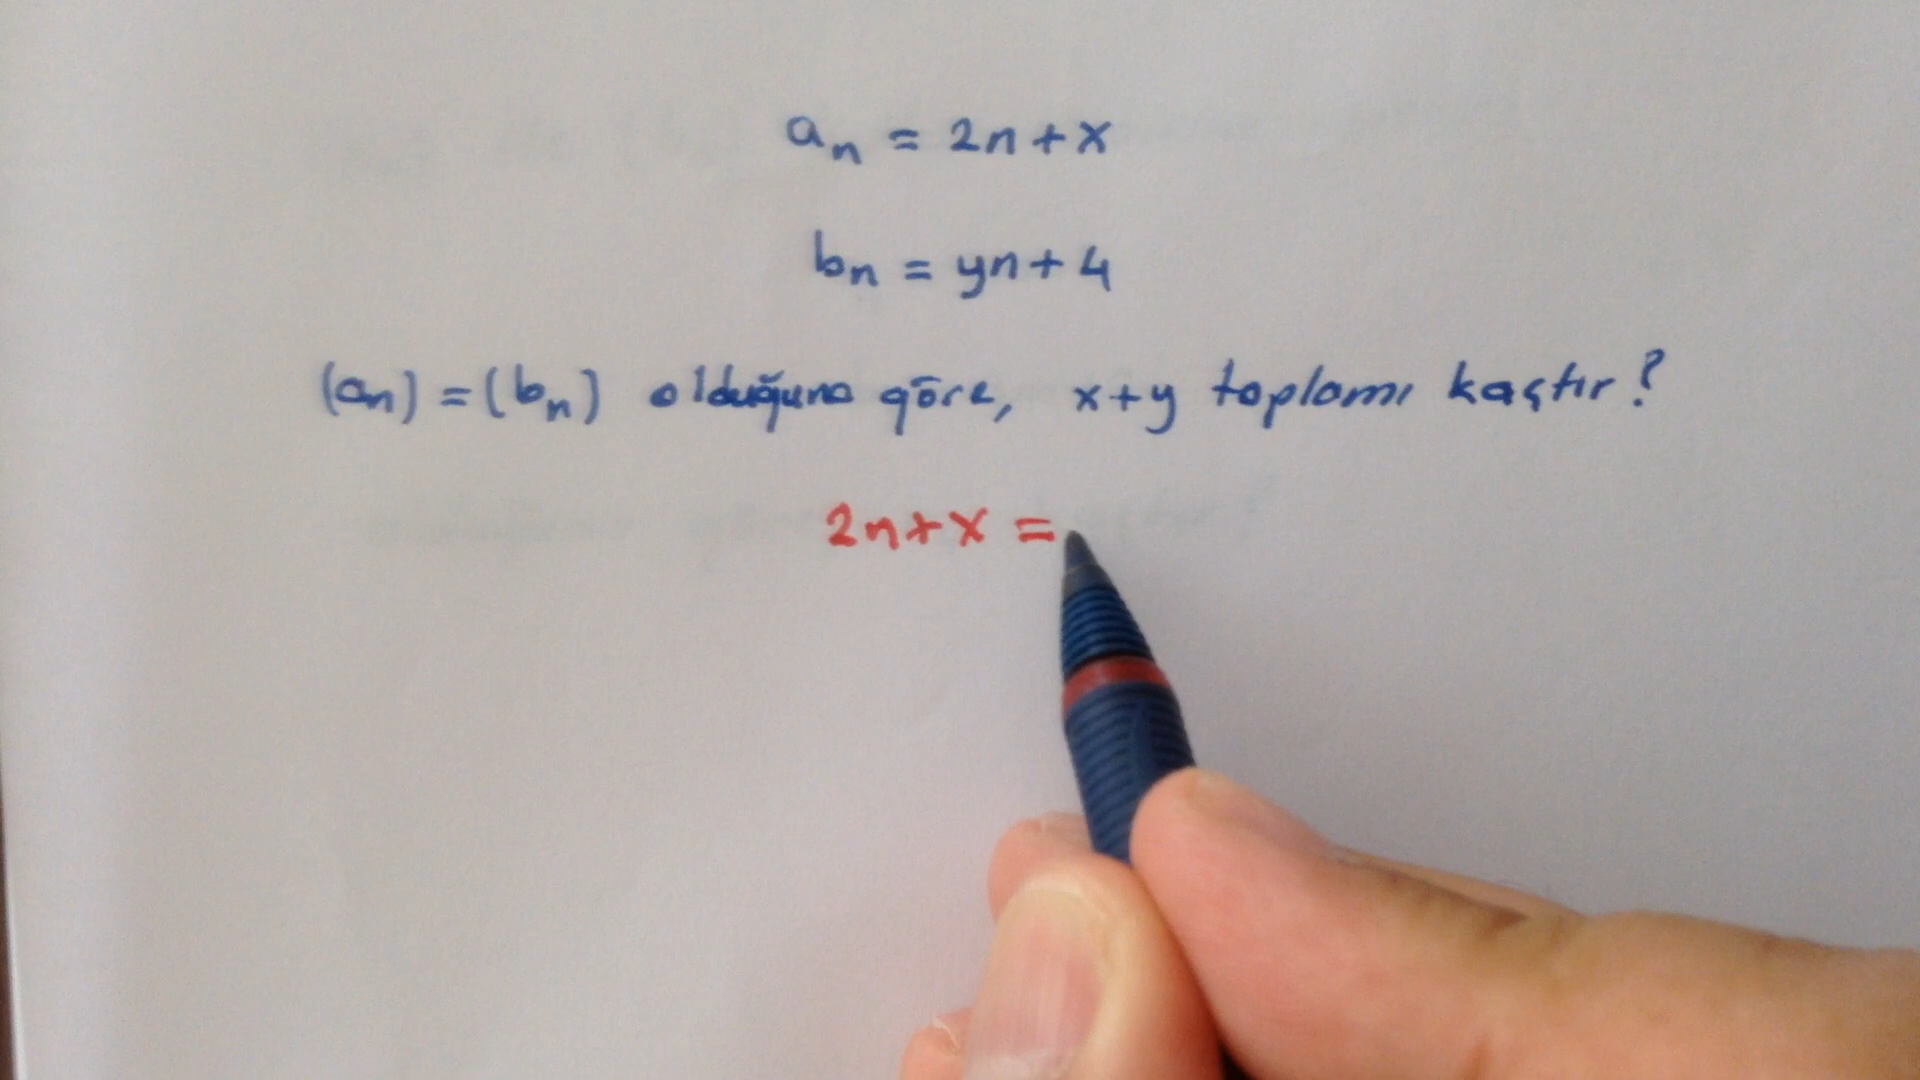 aₙ = 2n + x
bₙ = yn + 4
(aₙ) = (bₙ) olduğuna göre, x+y toplamı kaçtır?
2n + x =